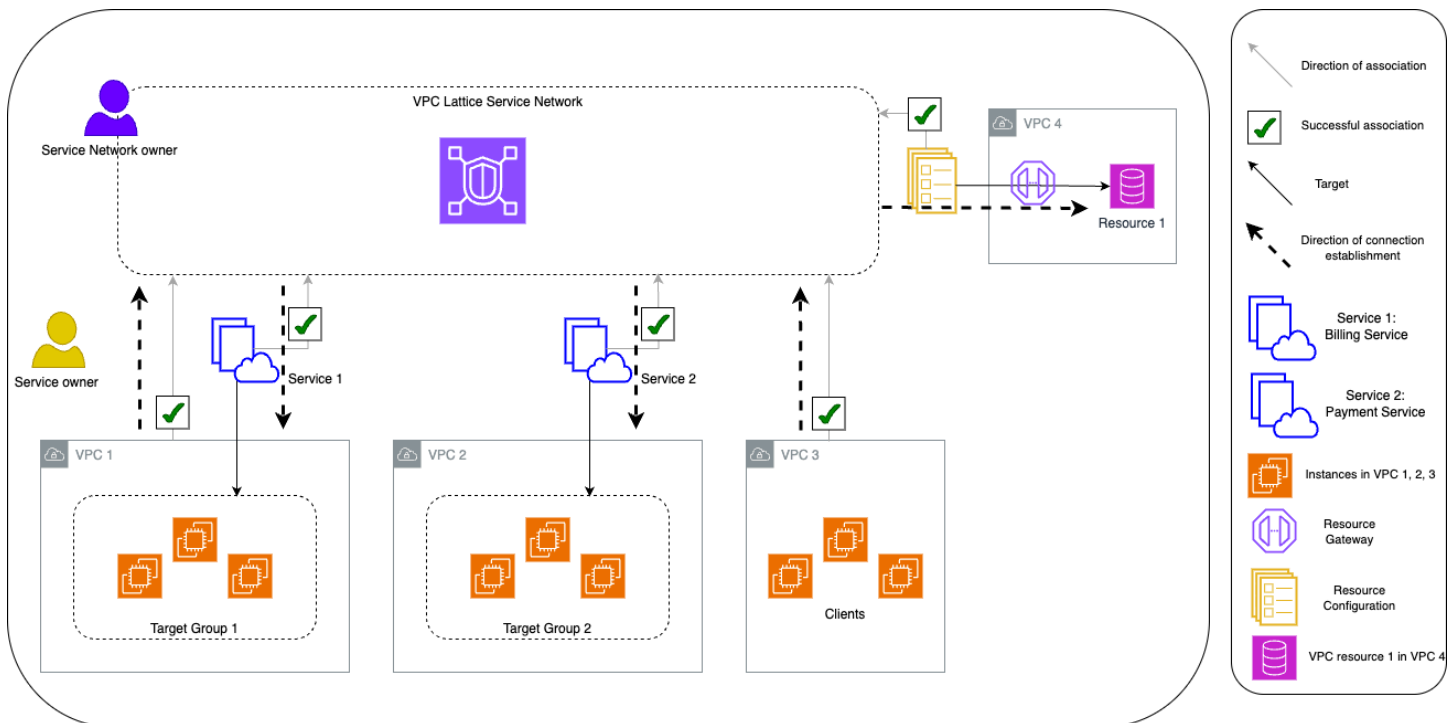 VPC Lattice Service Network
Service Network owner
VPC 4
Resource 1
Service owner
Service 1
Service 2
VPC 1
VPC 2
VPC 3
Target Group 1
Target Group 2
Clients
Direction of association
Successful association
Target
Direction of connection
establishment
Service 1:
Billing Service
Service 2:
Payment Service
Instances in VPC 1, 2, 3
Resource
Gateway
Resource
Configuration
VPC resource 1 in VPC 4